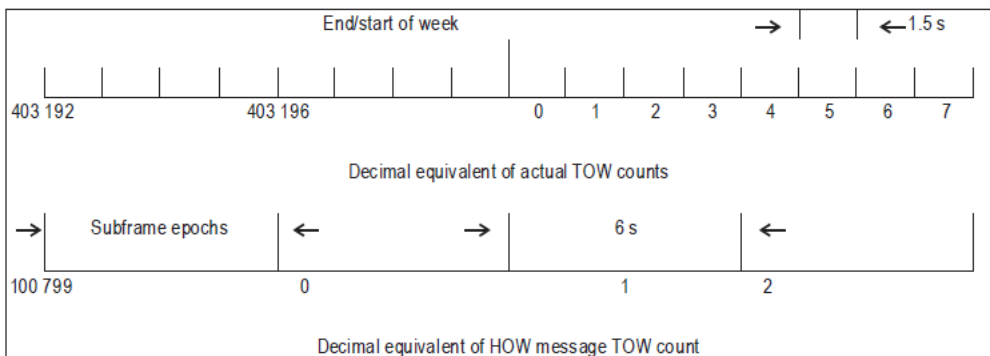 End/start of week 1.5 s
403 192 403 196 0 1 2 3 4 5 6 7
Decimal equivalent of actual TOW counts
Subframe epochs 6 s
100 799 0 1 2
Decimal equivalent of HOW message TOW count